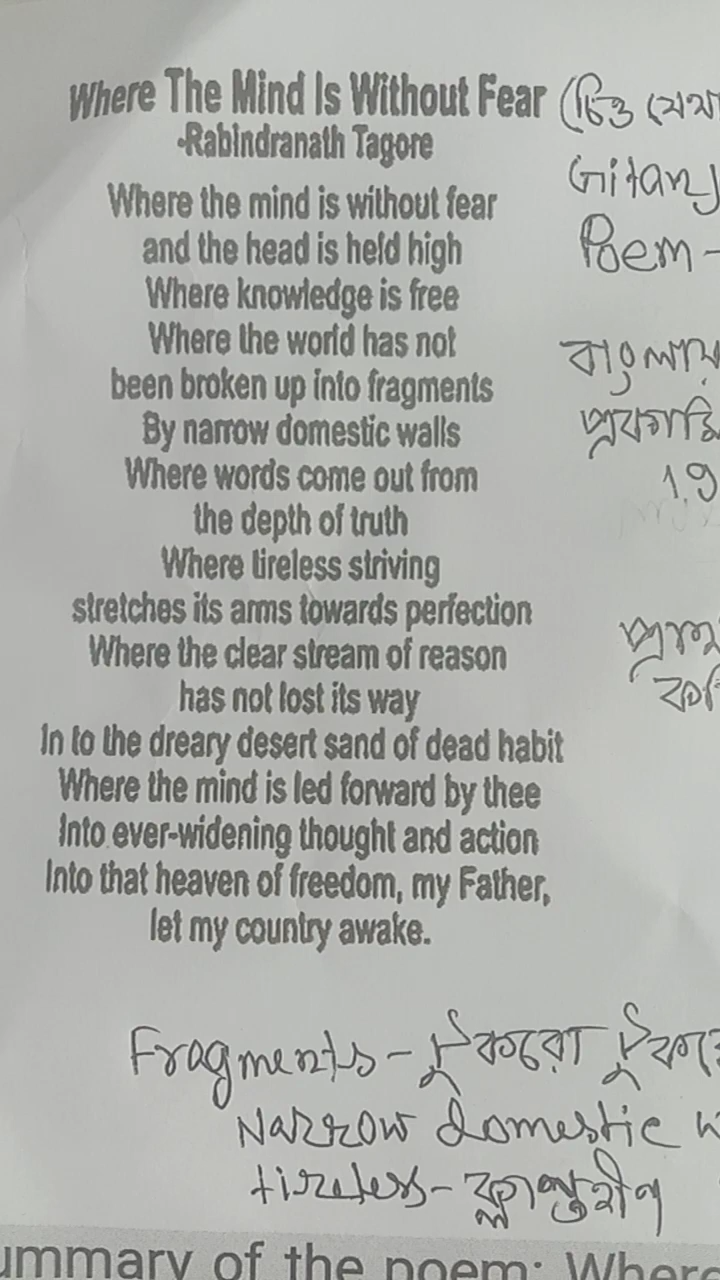 Where The Mind Is Without Fear (চিত্ত যেথা
-Rabindranath Tagore
Gitanj
Where the mind is without fear
and the head is held high
Poem-
Where knowledge is free
Where the world has not
বাংলায়
been broken up into fragments
By narrow domestic walls
প্রকাশি
Where words come out from
19
the depth of truth
Where tireless striving
stretches its arms towards perfection
Where the clear stream of reason
has not lost its way
In to the dreary desert sand of dead habit
Where the mind is led forward by thee
Into ever-widening thought and action
Into that heaven of freedom, my Father,
let my country awake.
Fragments- টুকরো টুকরো
Narrow domestic w
tireless- ক্লান্তহীন
ummary of the poem: Where